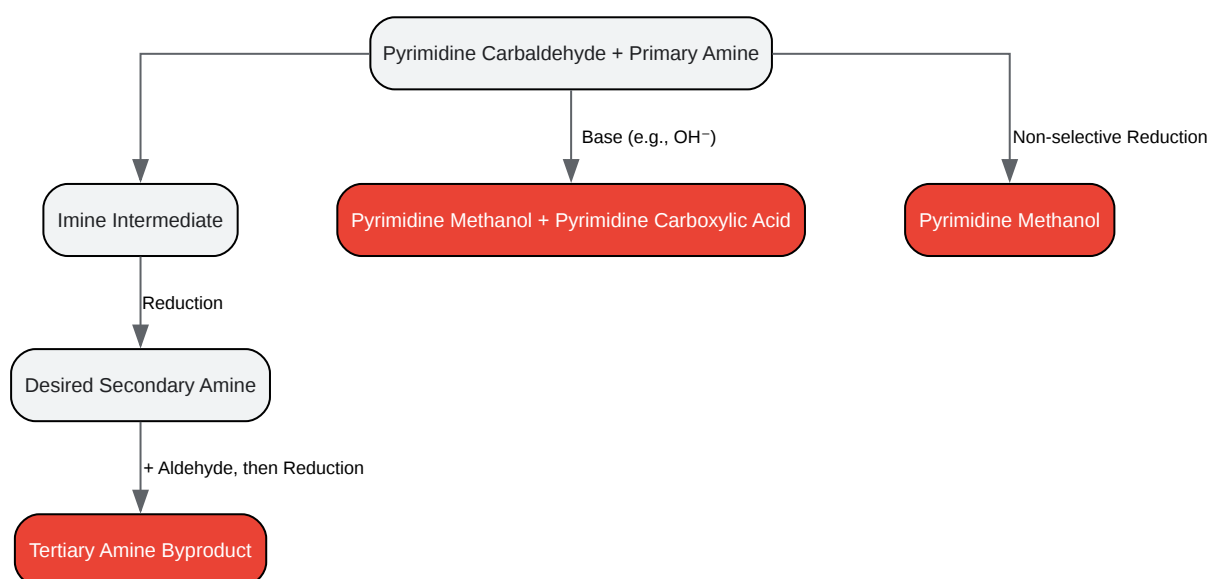 Pyrimidine Carbaldehyde + Primary Amine
Base (e.g., OH⁻)
Non-selective Reduction
Imine Intermediate
Pyrimidine Methanol + Pyrimidine Carboxylic Acid
Pyrimidine Methanol
Reduction
Desired Secondary Amine
+ Aldehyde, then Reduction
Tertiary Amine Byproduct